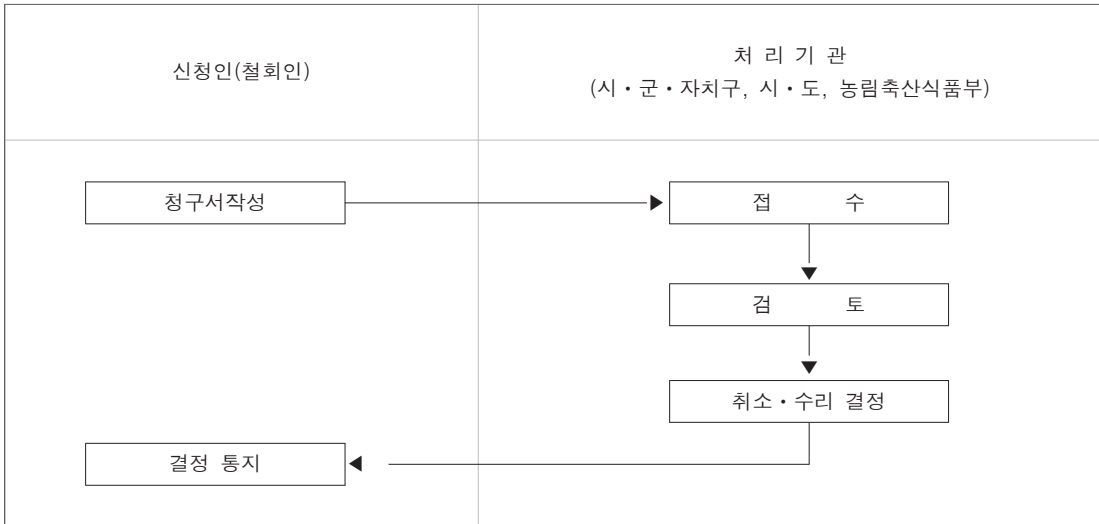 신청인(철회인)
처 리 기 관
(시・군・자치구, 시・도, 농림축산식품부)
청구서작성
접 수
검 토
취소・수리 결정
결정 통지